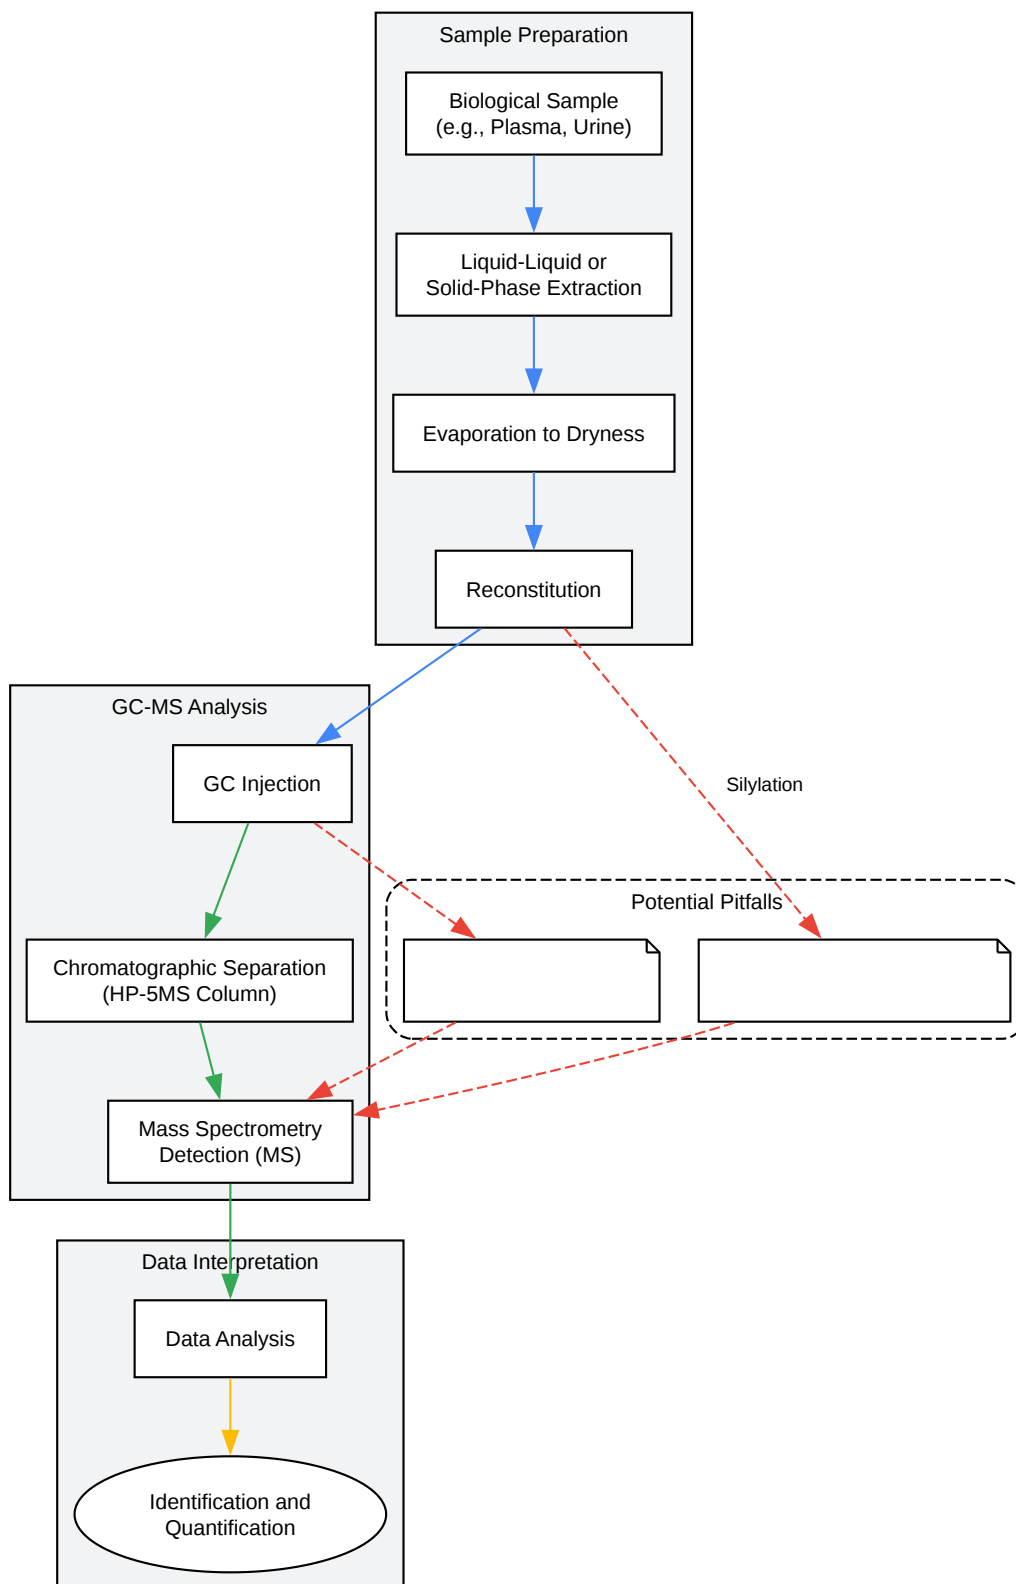 Sample Preparation
Biological Sample
(e.g., Plasma, Urine)
Liquid-Liquid or
Solid-Phase Extraction
Evaporation to Dryness
Reconstitution
GC-MS Analysis
GC Injection
Silylation
Potential Pitfalls
Chromatographic Separation
(HP-5MS Column)
Mass Spectrometry
Detection (MS)
Data Interpretation
Data Analysis
Identification and
Quantification